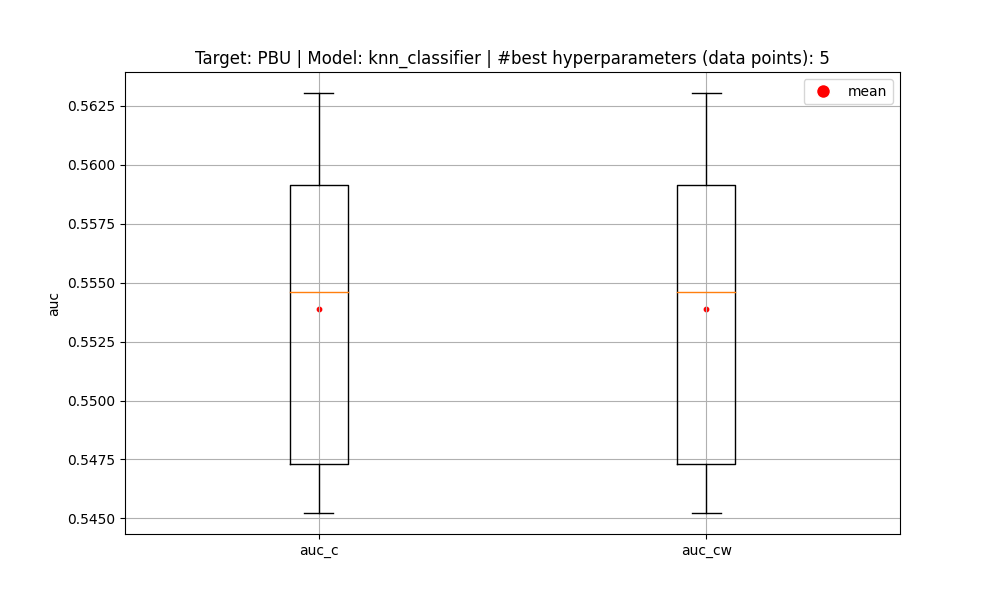 Target: PBU | Model: knn_classifier | #best hyperparameters (data points): 5
mean
0.5625
0.5600
0.5575
0.5550
0.5525
0.5500
0.5475
0.5450
auc
auc_c
auc_cw